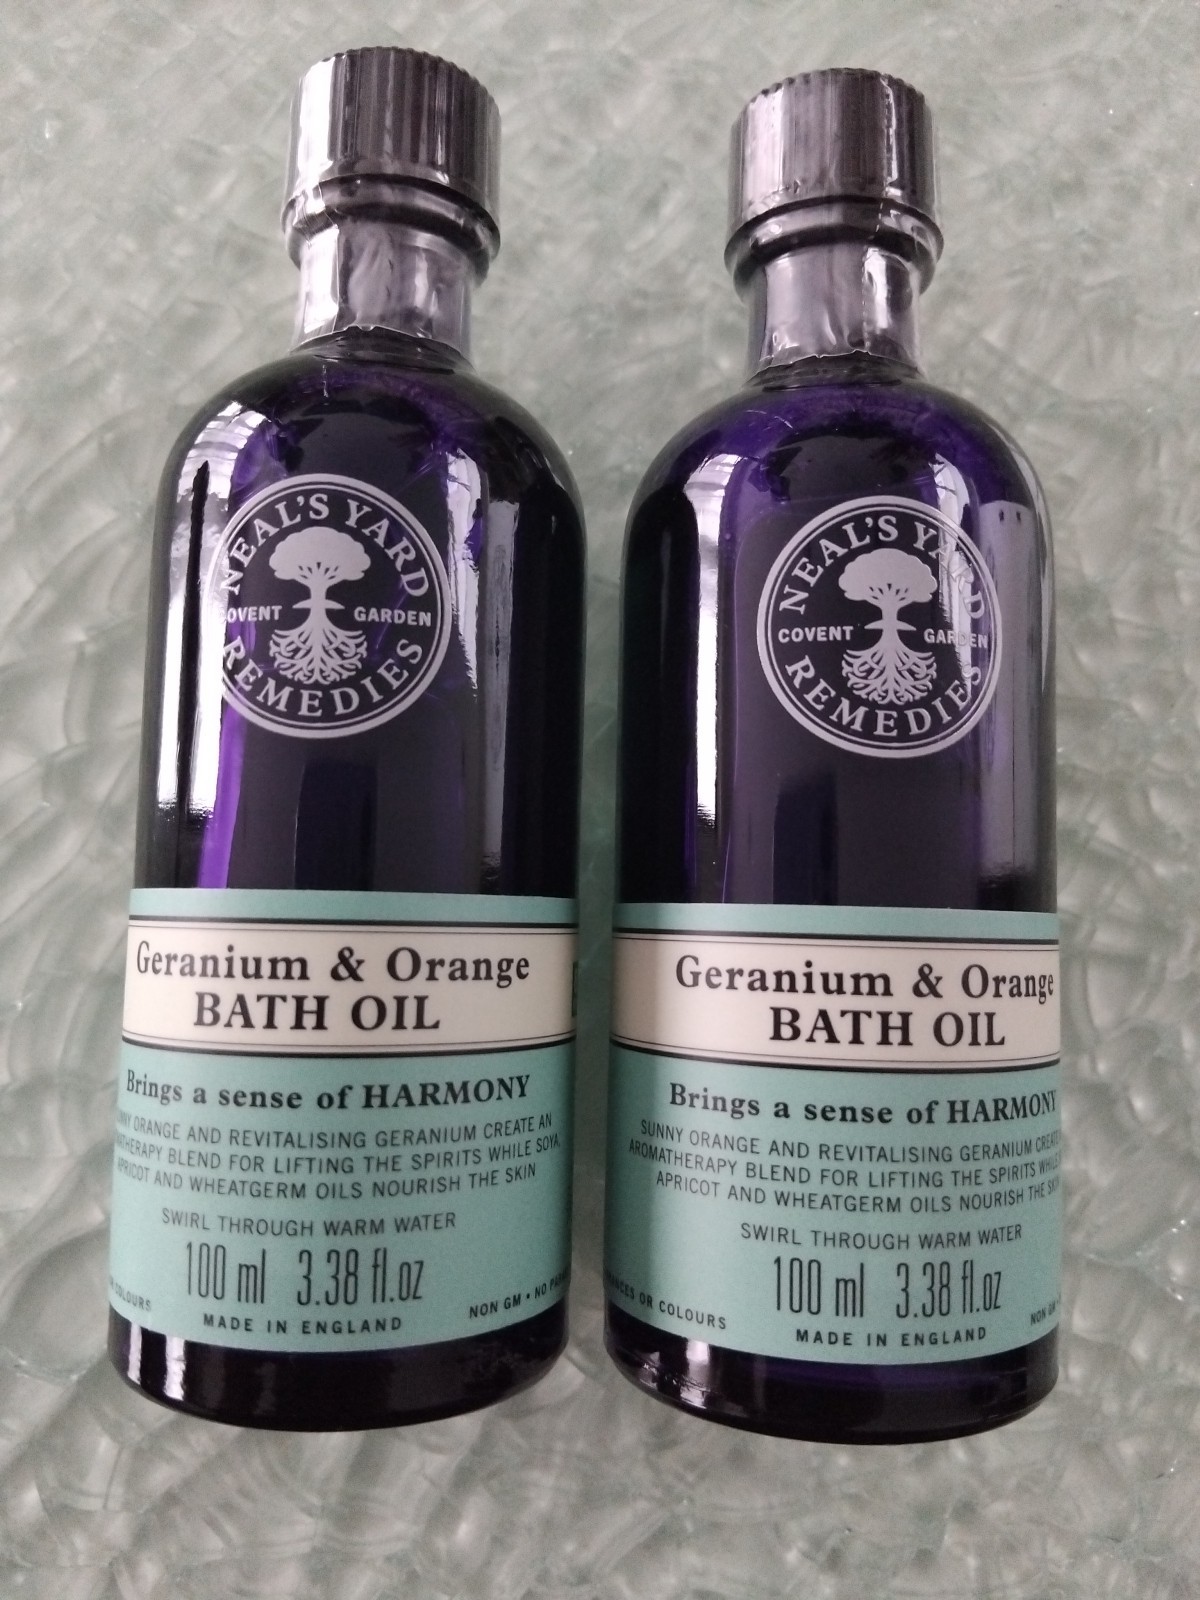 NEAL'S YARD
GARDEN
REMEDIES
Geranium & Orange
BATH OIL
Brings a sense of HARMONY
ORANGE AND REVITALISING GERANIUM CREATE AN
BLEND FOR LIFTING THE SPIRITS WHILE SOYA,
APRICOT AND WHEATGERM OILS NOURISH THE SKIN
SWIRL THROUGH WARM WATER
100 ml 3.38 fl.oz
COLOURS
MADE IN ENGLAND
NON GM • NO
NEAL'S YARD
COVENT GARDEN
REMEDIES
Geranium & Orange
BATH OIL
Brings a sense of HARMONY
SUNNY ORANGE AND REVITALISING GERANIUM
AROMATHERAPY BLEND FOR LIFTING THE SPIRITS WHILE
APRICOT AND WHEATGERM OILS NOURISH THE SKIN
SWIRL THROUGH WARM WATER
100 ml 3.38 fl.oz
OR COLOURS
MADE IN ENGLAND
NON